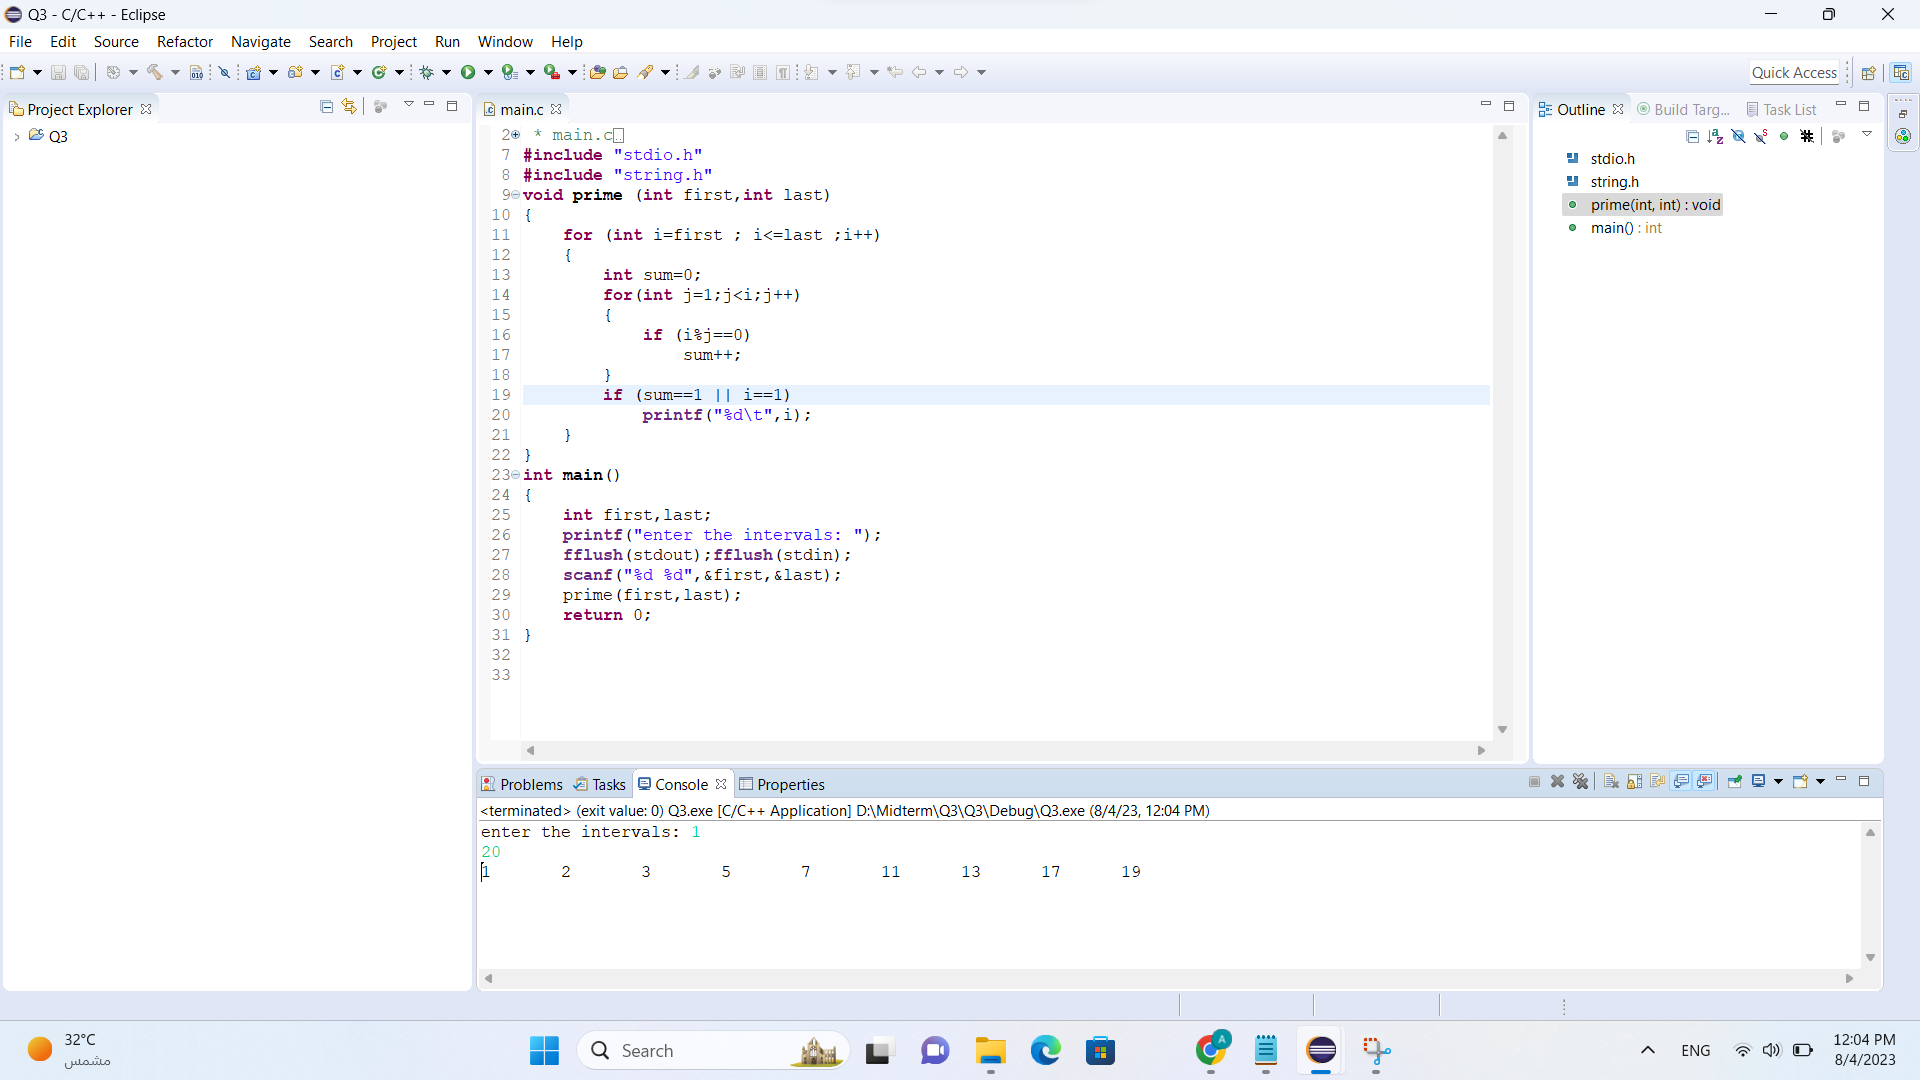 Q3 - C/C++ - Eclipse
File Edit Source Refactor Navigate Search Project Run Window Help
Quick Access
Project Explorer
Q3
main.c
2 * main.c
7 #include "stdio.h"
8 #include "string.h"
9 void prime (int first,int last)
10 {
11 for (int i=first ; i<=last ;i++)
12 {
13 int sum=0;
14 for(int j=1;j<i;j++)
15 {
16 if (i%j==0)
17 sum++;
18 }
19 if (sum==1 || i==1)
20 printf("%d\t",i);
21 }
22 }
23 int main()
24 {
25 int first,last;
26 printf("enter the intervals: ");
27 fflush(stdout);fflush(stdin);
28 scanf("%d %d",&first,&last);
29 prime(first,last);
30 return 0;
31 }
32
33
Outline Build Targ... Task List
stdio.h
string.h
prime(int, int) : void
main() : int
Problems Tasks Console Properties
<terminated> (exit value: 0) Q3.exe [C/C++ Application] D:\Midterm\Q3\Q3\Debug\Q3.exe (8/4/23, 12:04 PM)
enter the intervals: 1
20
1 2 3 5 7 11 13 17 19
32°C
مشمس
Search
A
ENG
12:04 PM
8/4/2023